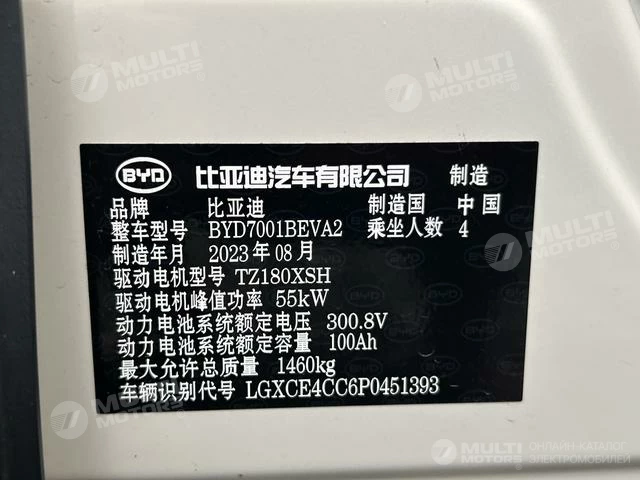 BYD 比亚迪汽车有限公司 制造
品牌 比亚迪 制造国 中国
整车型号 BYD7001BEVA2 乘坐人数 4
制造年月 2023年08月
驱动电机型号 TZ180XSH
驱动电机峰值功率 55kW
动力电池系统额定电压 300.8V
动力电池系统额定容量 100Ah
最大允许总质量 1460kg
车辆识别代号 LGXCE4CC6P0451393
MULTI MOTORS
MULTI MOTORS
MULTI MOTORS
MULTI MOTORS ОНЛАЙН-КАТАЛОГ ЭЛЕКТРОМОБИЛЕЙ